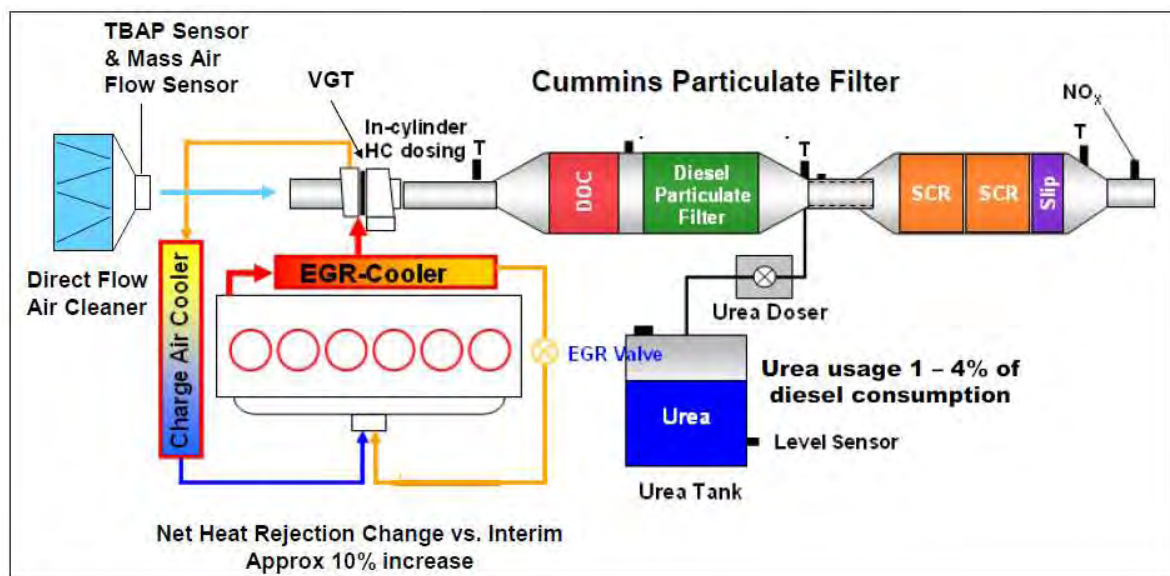 TBAP Sensor
& Mass Air
Flow Sensor
VGT
In-cylinder
HC dosing
T
Cummins Particulate Filter
T
NOx
T
DOC
Diesel
Particulate
Filter
SCR
SCR
Slip
Direct Flow
Air Cleaner
Charge Air Cooler
EGR-Cooler
EGR Valve
Urea Doser
Urea usage 1 – 4% of
diesel consumption
Urea
Level Sensor
Urea Tank
Net Heat Rejection Change vs. Interim
Approx 10% increase